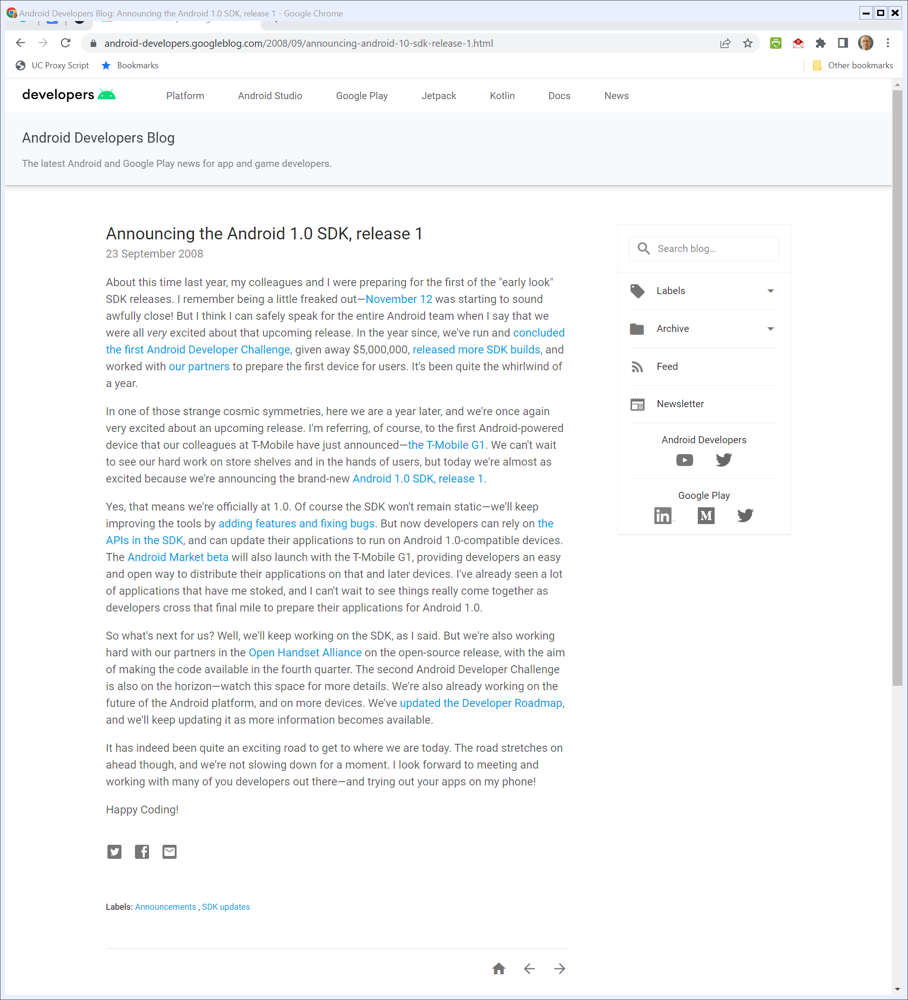 Android Developers Blog: Announcing the Android 1.0 SDK, release 1 - Google Chrome
android-developers.googleblog.com/2008/09/announcing-android-10-sdk-release-1.html
UC Proxy Script Bookmarks Other bookmarks
developers Platform Android Studio Google Play Jetpack Kotlin Docs News
Android Developers Blog
The latest Android and Google Play news for app and game developers.
Announcing the Android 1.0 SDK, release 1
23 September 2008
About this time last year, my colleagues and I were preparing for the first of the "early look"
SDK releases. I remember being a little freaked out—November 12 was starting to sound
awfully close! But I think I can safely speak for the entire Android team when I say that we
were all very excited about that upcoming release. In the year since, we've run and concluded
the first Android Developer Challenge, given away $5,000,000, released more SDK builds, and
worked with our partners to prepare the first device for users. It's been quite the whirlwind of
a year.
In one of those strange cosmic symmetries, here we are a year later, and we're once again
very excited about an upcoming release. I'm referring, of course, to the first Android-powered
device that our colleagues at T-Mobile have just announced—the T-Mobile G1. We can't wait
to see our hard work on store shelves and in the hands of users, but today we're almost as
excited because we're announcing the brand-new Android 1.0 SDK, release 1.
Yes, that means we're officially at 1.0. Of course the SDK won't remain static—we'll keep
improving the tools by adding features and fixing bugs. But now developers can rely on the
APIs in the SDK, and can update their applications to run on Android 1.0-compatible devices.
The Android Market beta will also launch with the T-Mobile G1, providing developers an easy
and open way to distribute their applications on that and later devices. I've already seen a lot
of applications that have me stoked, and I can't wait to see things really come together as
developers cross that final mile to prepare their applications for Android 1.0.
So what's next for us? Well, we'll keep working on the SDK, as I said. But we're also working
hard with our partners in the Open Handset Alliance on the open-source release, with the aim
of making the code available in the fourth quarter. The second Android Developer Challenge
is also on the horizon—watch this space for more details. We're also already working on the
future of the Android platform, and on more devices. We've updated the Developer Roadmap,
and we'll keep updating it as more information becomes available.
It has indeed been quite an exciting road to get to where we are today. The road stretches on
ahead though, and we're not slowing down for a moment. I look forward to meeting and
working with many of you developers out there—and trying out your apps on my phone!
Happy Coding!
Labels: Announcements , SDK updates
Search blog...
Labels
Archive
Feed
Newsletter
Android Developers
Google Play
in M